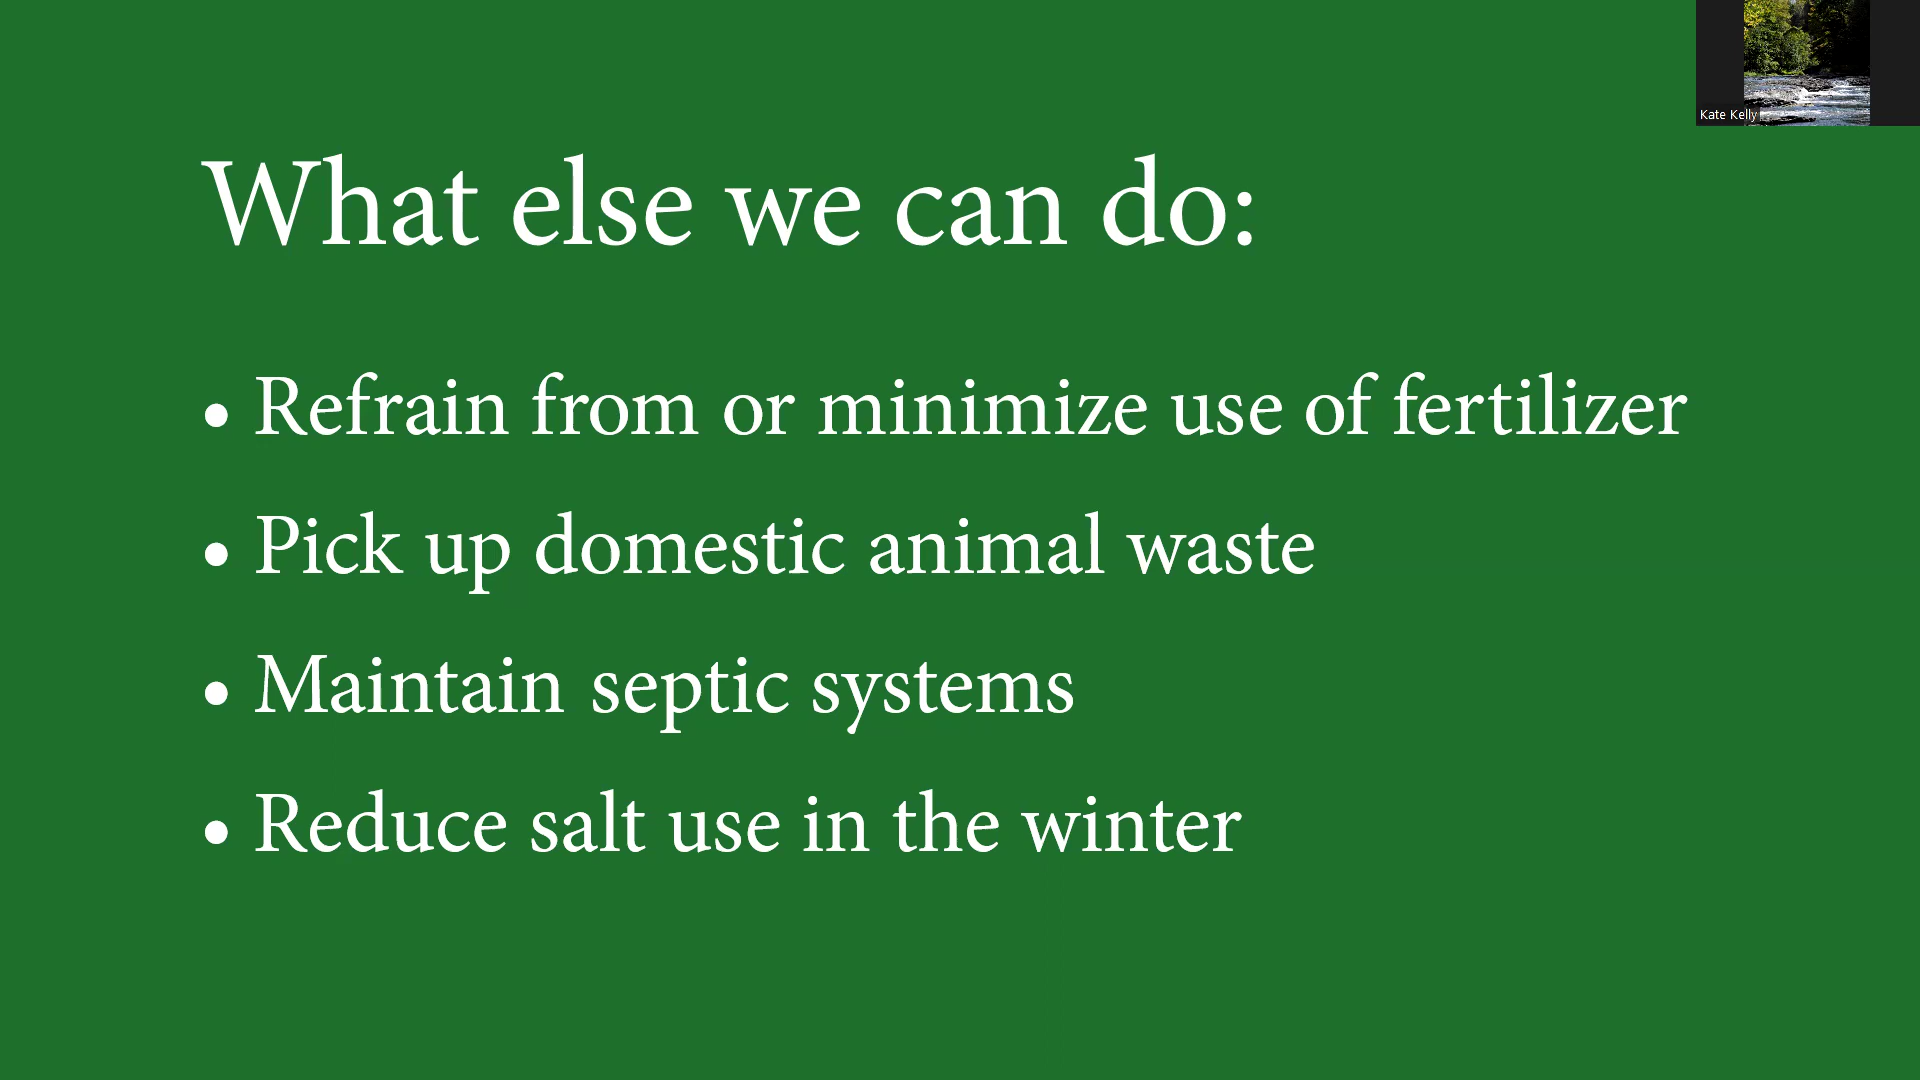 Kate Kelly
What else we can do:
• Refrain from or minimize use of fertilizer
• Pick up domestic animal waste
• Maintain septic systems
• Reduce salt use in the winter